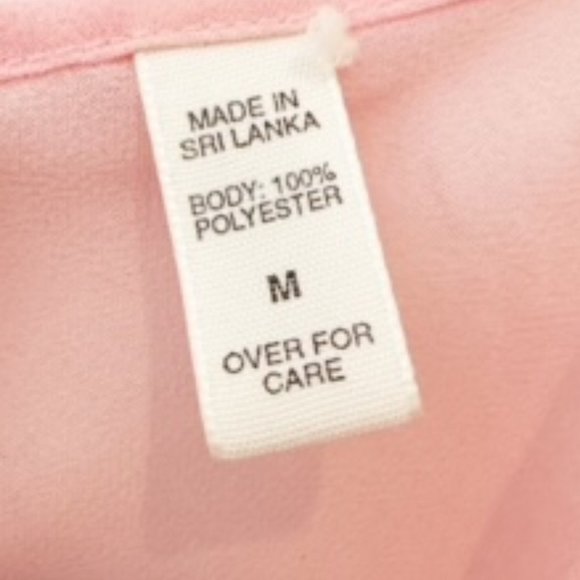 MADE IN
SRI LANKA
BODY: 100%
POLYESTER
M
OVER FOR
CARE